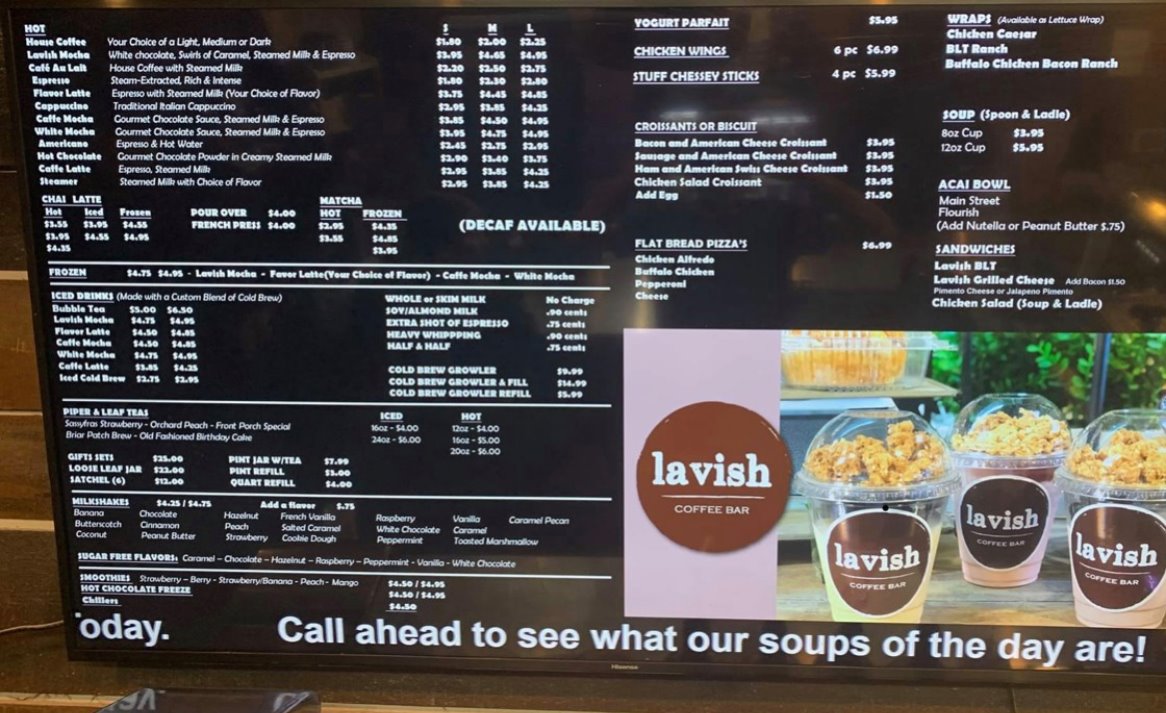 HOT S M L
House Coffee Your Choice of a Light, Medium or Dark $1.80 $2.00 $2.25
Lavish Mocha White chocolate, Swirls of Caramel, Steamed Milk & Espresso $3.95 $4.65 $4.95
Café Au Lait House Coffee with Steamed Milk $2.20 $2.50 $2.75
Espresso Steam-Extracted, Rich & Intense $1.80 $2.30 $2.80
Flavor Latte Espresso with Steamed Milk (Your Choice of Flavor) $3.75 $4.45 $4.85
Cappuccino Traditional Italian Cappuccino $2.95 $3.85 $4.25
Caffe Mocha Gourmet Chocolate Sauce, Steamed Milk & Espresso $3.85 $4.50 $4.95
White Mocha Gourmet Chocolate Sauce, Steamed Milk & Espresso $3.95 $4.75 $4.95
Americano Espresso & Hot Water $2.45 $2.75 $2.95
Hot Chocolate Gourmet Chocolate Powder in Creamy Steamed Milk $2.90 $3.40 $3.75
Caffe Latte Espresso, Steamed Milk $2.95 $3.85 $4.25
Steamer Steamed Milk with Choice of Flavor $2.95 $3.85 $4.25
CHAI LATTE
Hot Iced Frozen
$3.55 $3.95 $4.55
$3.95 $4.55 $4.95
$4.35
POUR OVER $4.00
FRENCH PRESS $4.00
MATCHA
HOT FROZEN
$2.95 $4.35
$3.55 $4.85
$3.95
(DECAF AVAILABLE)
FROZEN $4.75 $4.95 - Lavish Mocha - Favor Latte(Your Choice of Flavor) - Caffe Mocha - White Mocha
ICED DRINKS (Made with a Custom Blend of Cold Brew)
Bubble Tea $5.00 $6.50
Lavish Mocha $4.75 $4.95
Flavor Latte $4.50 $4.85
Caffe Mocha $4.50 $4.85
White Mocha $4.75 $4.95
Caffe Latte $3.85 $4.25
Iced Cold Brew $2.75 $2.95
WHOLE or SKIM MILK No Charge
SOY/ALMOND MILK .90 cents
EXTRA SHOT OF ESPRESSO .75 cents
HEAVY WHIPPPING .90 cents
HALF & HALF .75 cents
COLD BREW GROWLER $9.99
COLD BREW GROWLER & FILL $14.99
COLD BREW GROWLER REFILL $5.99
PIPER & LEAF TEAS
Sassyfras Strawberry - Orchard Peach - Front Porch Special
Briar Patch Brew - Old Fashioned Birthday Cake
ICED HOT
16oz - $4.00 12oz - $4.00
24oz - $6.00 16oz - $5.00
20oz - $6.00
GIFTS SETS $25.00 PINT JAR W/TEA $7.99
LOOSE LEAF JAR $22.00 PINT REFILL $3.00
SATCHEL (6) $12.00 QUART REFILL $4.00
MILKSHAKES $4.25 / $4.75 Add a flavor $.75
Banana Chocolate Hazelnut French Vanilla Raspberry Vanilla Caramel Pecan
Butterscotch Cinnamon Peach Salted Caramel White Chocolate Caramel
Coconut Peanut Butter Strawberry Cookie Dough Peppermint Toasted Marshmallow
SUGAR FREE FLAVORS: Caramel – Chocolate – Hazelnut – Raspberry – Peppermint - Vanilla - White Chocolate
SMOOTHIES Strawberry – Berry - Strawberry/Banana - Peach - Mango $4.50 / $4.95
HOT CHOCOLATE FREEZE $4.50 / $4.95
Chillers $4.50
YOGURT PARFAIT $5.95
CHICKEN WINGS 6 pc $6.99
STUFF CHESSEY STICKS 4 pc $5.99
CROISSANTS OR BISCUIT
Bacon and American Cheese Croissant $3.95
Sausage and American Cheese Croissant $3.95
Ham and American Swiss Cheese Croissant $3.95
Chicken Salad Croissant $3.95
Add Egg $1.50
FLAT BREAD PIZZA'S $6.99
Chicken Alfredo
Buffalo Chicken
Pepperoni
Cheese
WRAPS (Available as Lettuce Wrap)
Chicken Caesar
BLT Ranch
Buffalo Chicken Bacon Ranch
SOUP (Spoon & Ladle)
8oz Cup $3.95
12oz Cup $5.95
ACAI BOWL
Main Street
Flourish
(Add Nutella or Peanut Butter $.75)
SANDWICHES
Lavish BLT
Lavish Grilled Cheese Add Bacon $1.50
Pimento Cheese or Jalapeno Pimento
Chicken Salad (Soup & Ladle)
lavish
COFFEE BAR
lavish
COFFEE BAR
lavish
COFFEE BAR
lavish
COFFEE BAR
oday. Call ahead to see what our soups of the day are!
Hisense